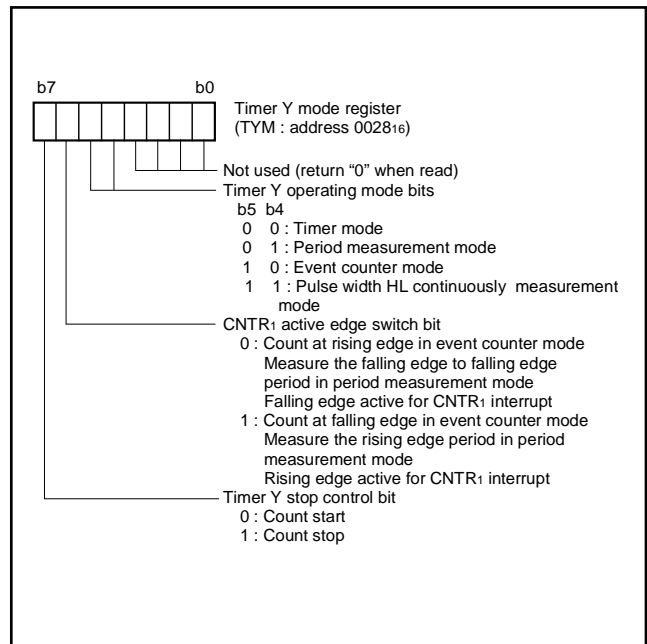 b7 b0
Timer Y mode register
(TYM : address 002816)
Not used (return “0” when read)
Timer Y operating mode bits
b5 b4
0 0 : Timer mode
0 1 : Period measurement mode
1 0 : Event counter mode
1 1 : Pulse width HL continuously measurement
mode
CNTR1 active edge switch bit
0 : Count at rising edge in event counter mode
Measure the falling edge to falling edge
period in period measurement mode
Falling edge active for CNTR1 interrupt
1 : Count at falling edge in event counter mode
Measure the rising edge period in period
measurement mode
Rising edge active for CNTR1 interrupt
Timer Y stop control bit
0 : Count start
1 : Count stop